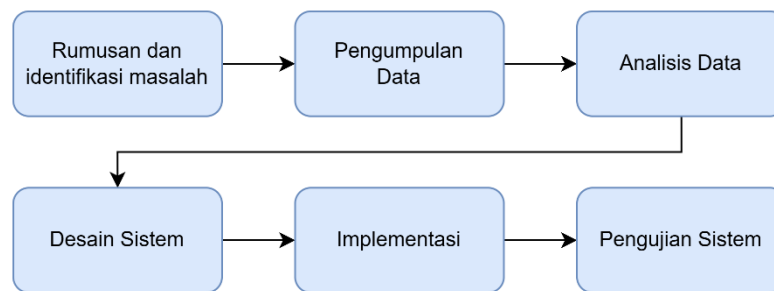 Rumusan dan
identifikasi masalah
Pengumpulan
Data
Analisis Data
Desain Sistem
Implementasi
Pengujian Sistem